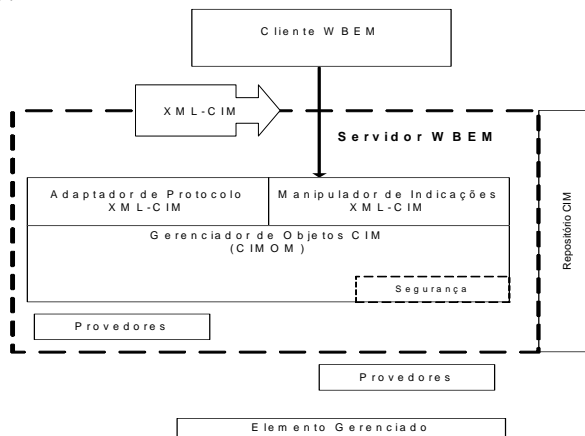 Cliente WBEM
XML-CIM
Servidor WBEM
Adaptador de Protocolo
XML-CIM
Manipulador de Indicações
XML-CIM
Gerenciador de Objetos CIM
(CIMOM)
Segurança
Repositório CIM
Provedores
Provedores
Elemento Gerenciado